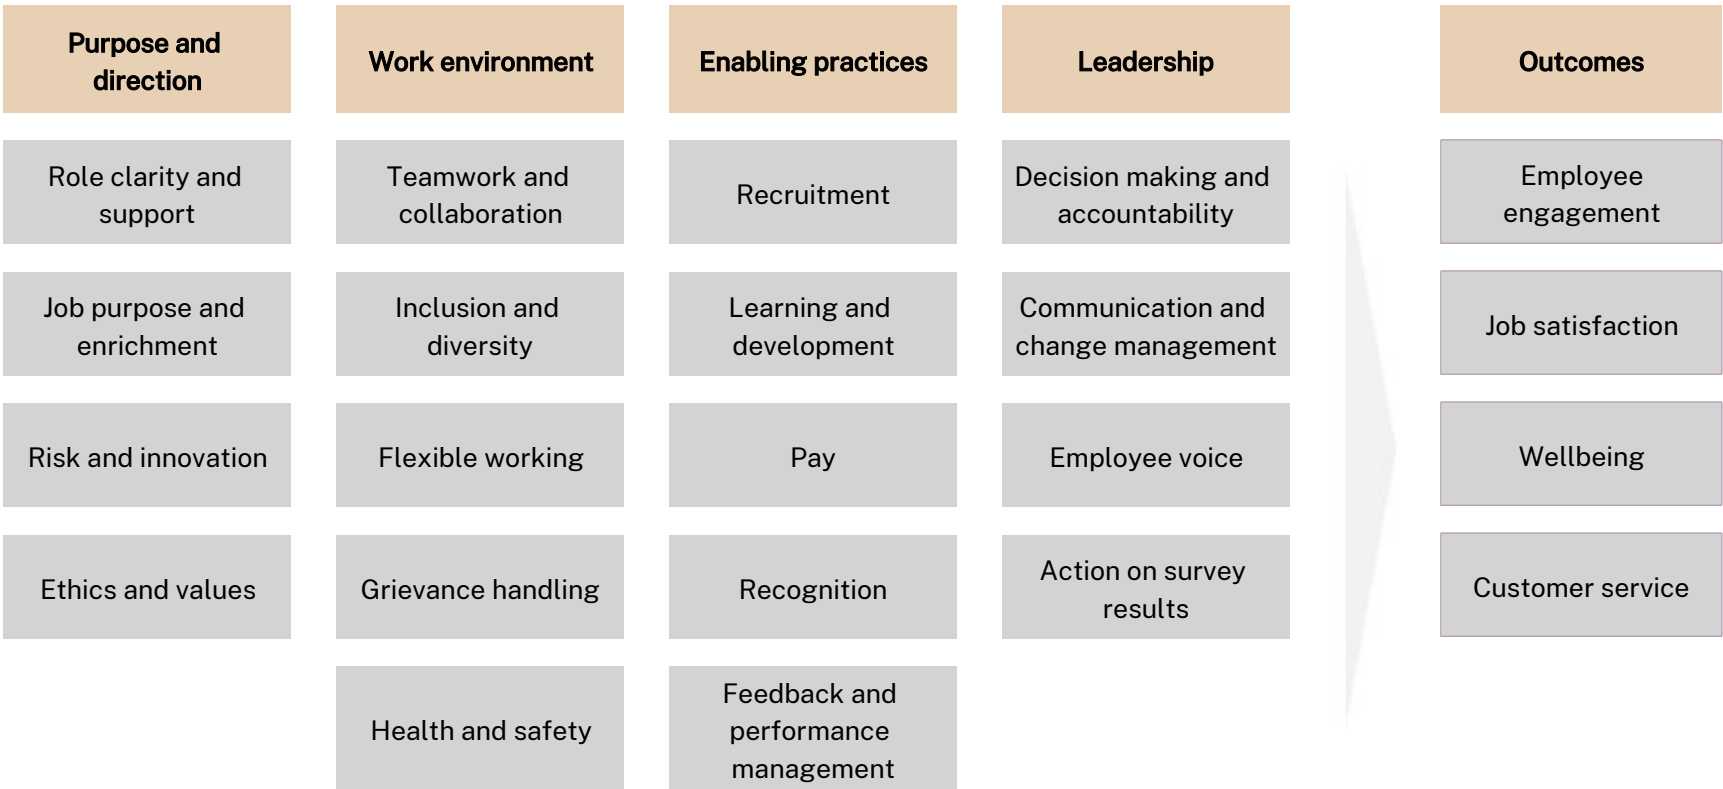 Purpose and
direction
Role clarity and
support
Job purpose and
enrichment
Risk and innovation
Ethics and values
Work environment
Teamwork and
collaboration
Inclusion and
diversity
Flexible working
Grievance handling
Health and safety
Enabling practices
Recruitment
Learning and
development
Pay
Recognition
Feedback and
performance
management
Leadership
Decision making and
accountability
Communication and
change management
Employee voice
Action on survey
results
Outcomes
Employee
engagement
Job satisfaction
Wellbeing
Customer service